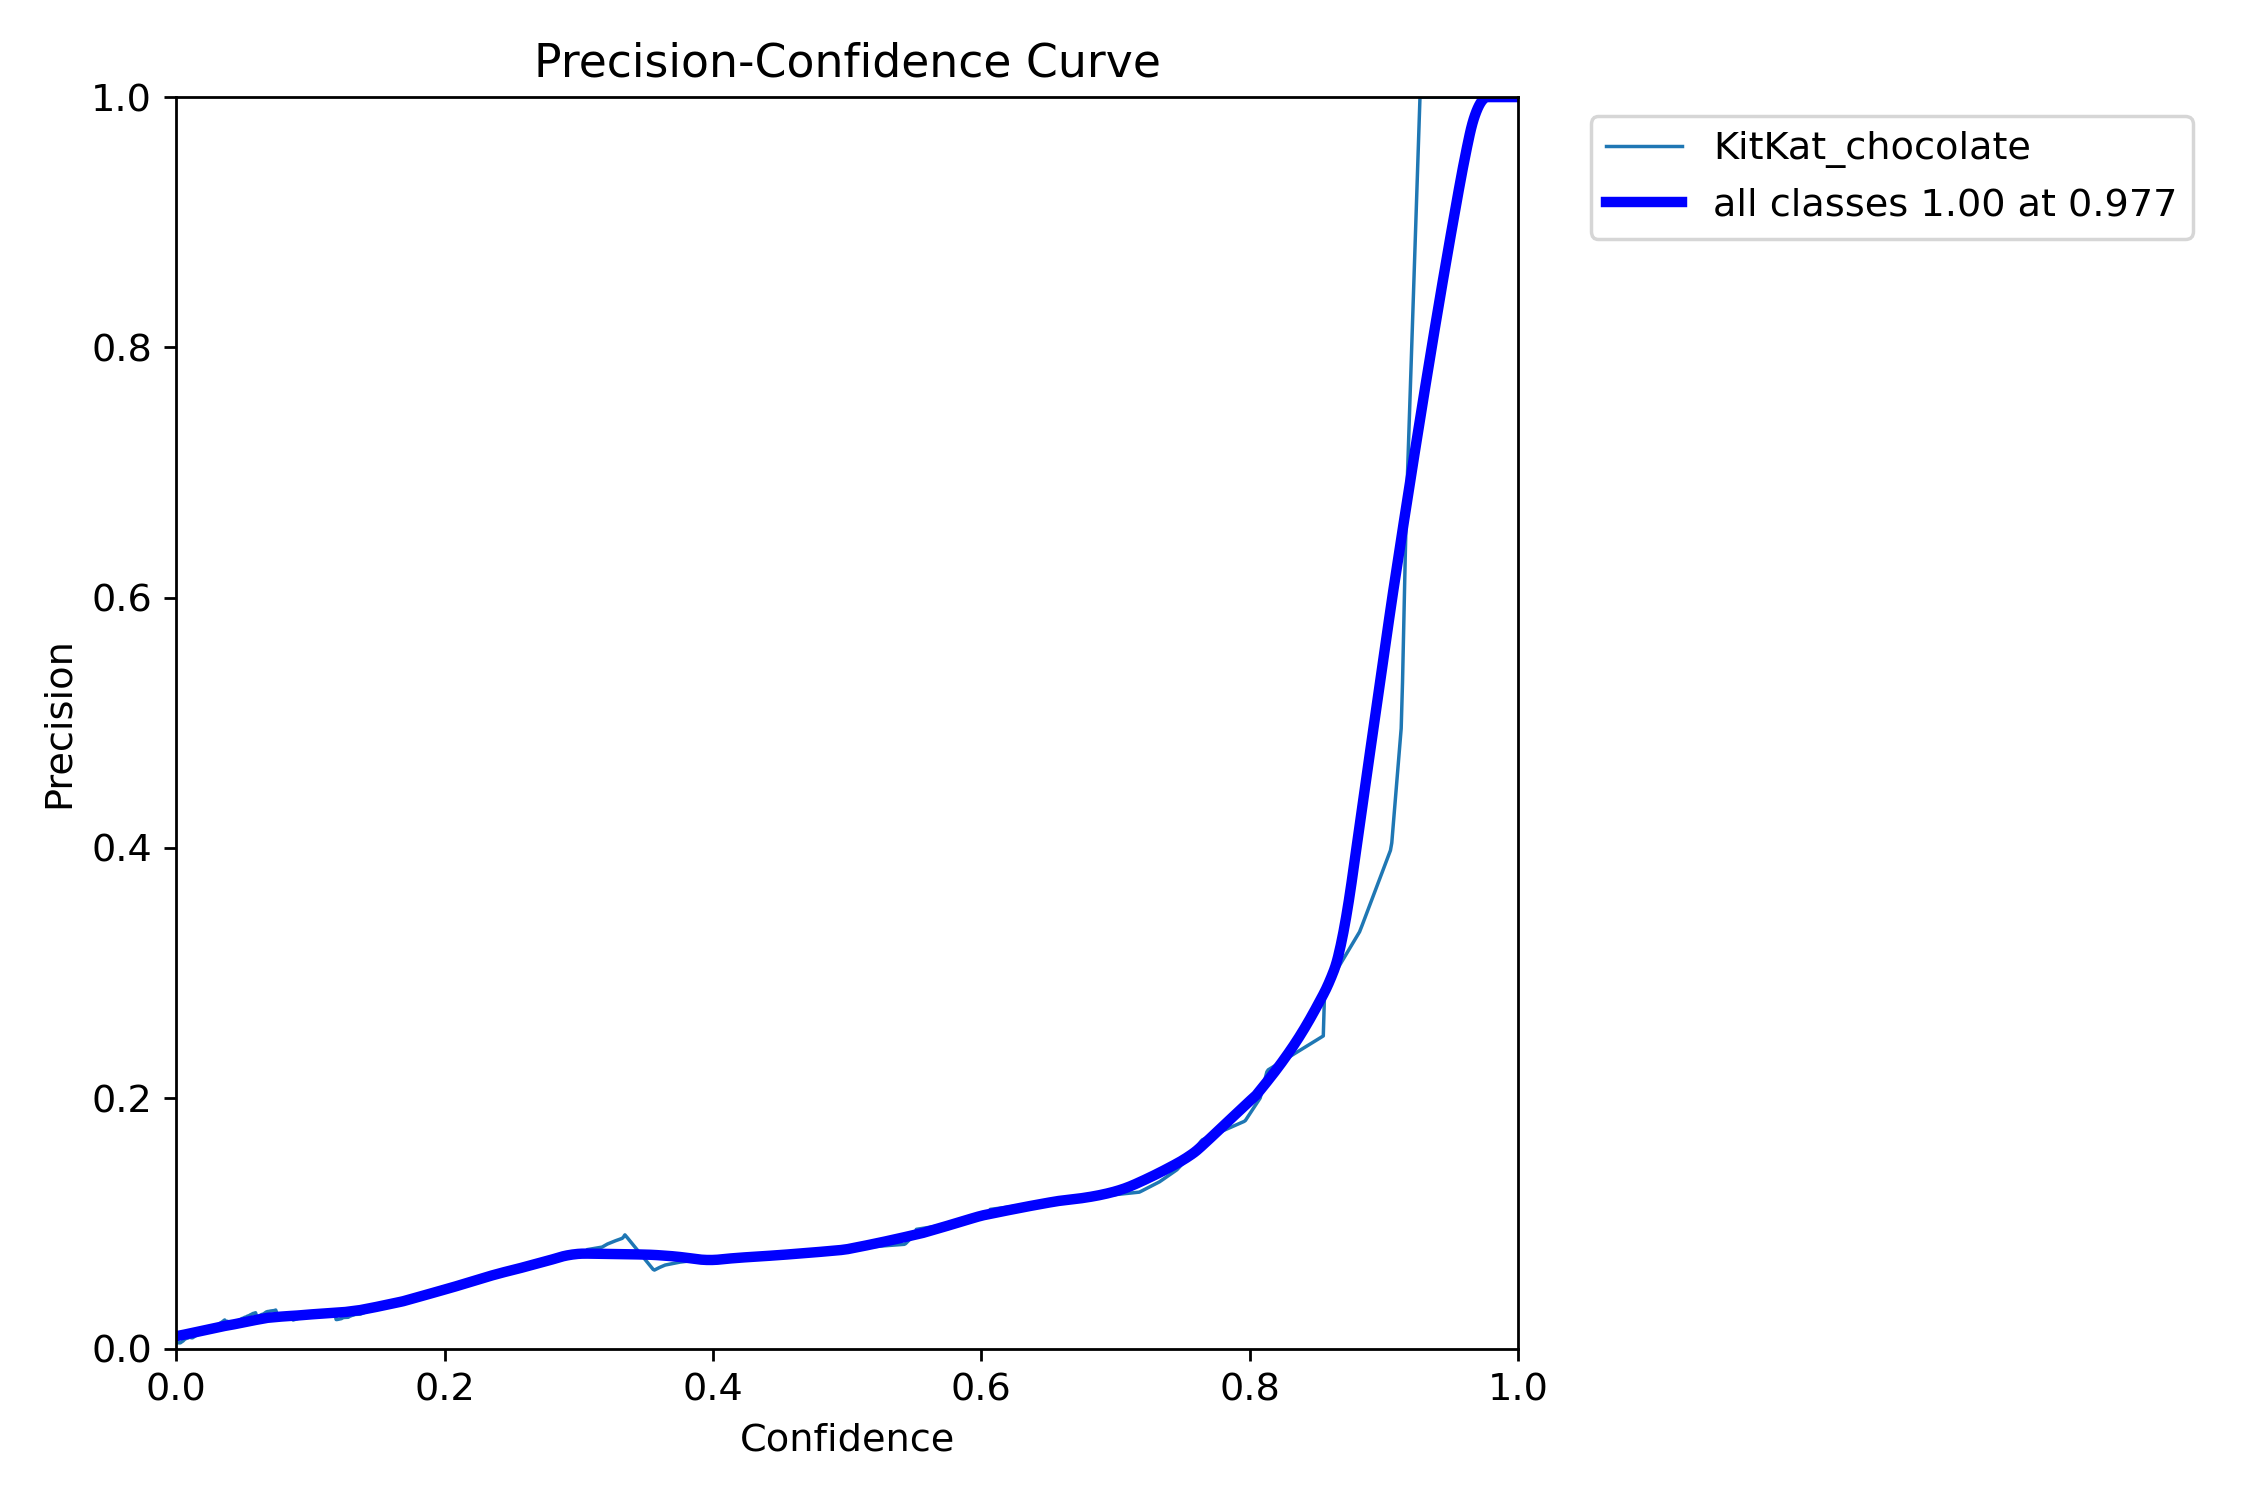 Precision-Confidence Curve
1.0
0.8
0.6
0.4
0.2
0.0
Precision
0.0 0.2 0.4 0.6 0.8 1.0
Confidence
KitKat_chocolate
all classes 1.00 at 0.977